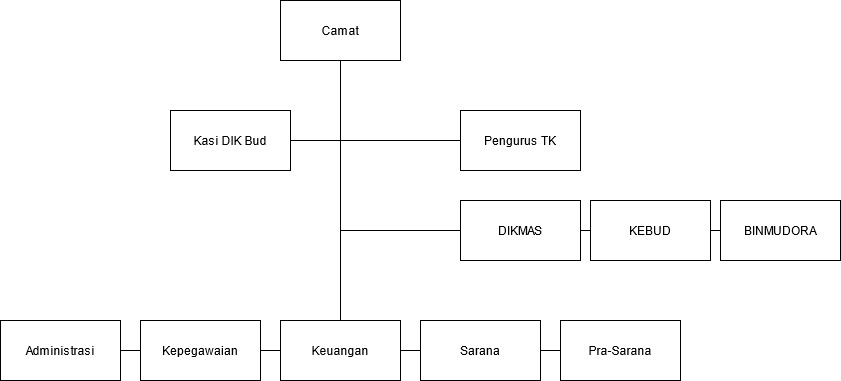 Camat
Kasi DIK Bud
Pengurus TK
DIKMAS
KEBUD
BINMUDORA
Administrasi
Kepegawaian
Keuangan
Sarana
Pra-Sarana